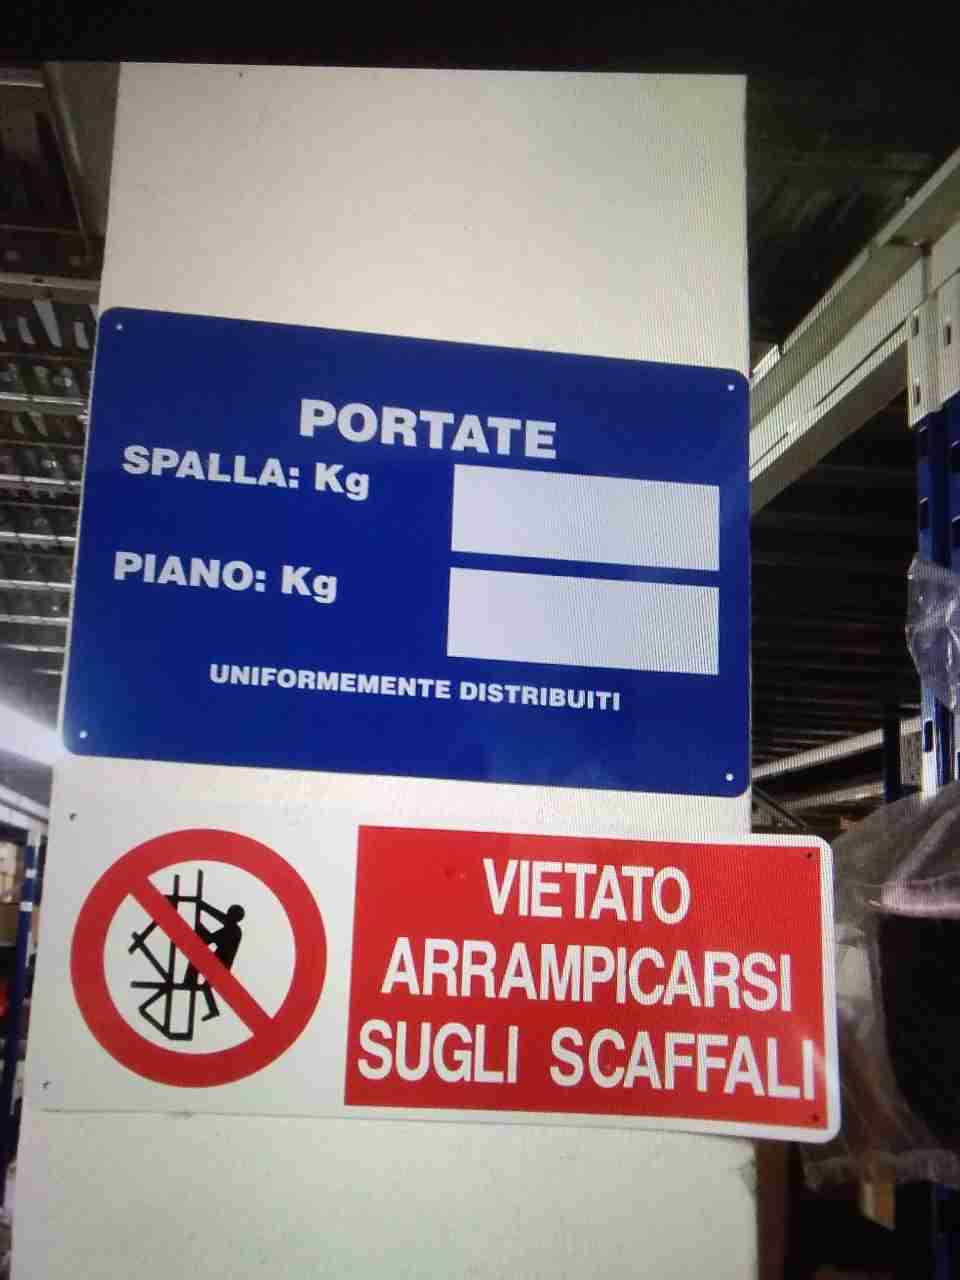 PORTATE
SPALLA: Kg
PIANO: Kg
UNIFORMEMENTE DISTRIBUITI
VIETATO
ARRAMPICARSI
SUGLI SCAFFALI